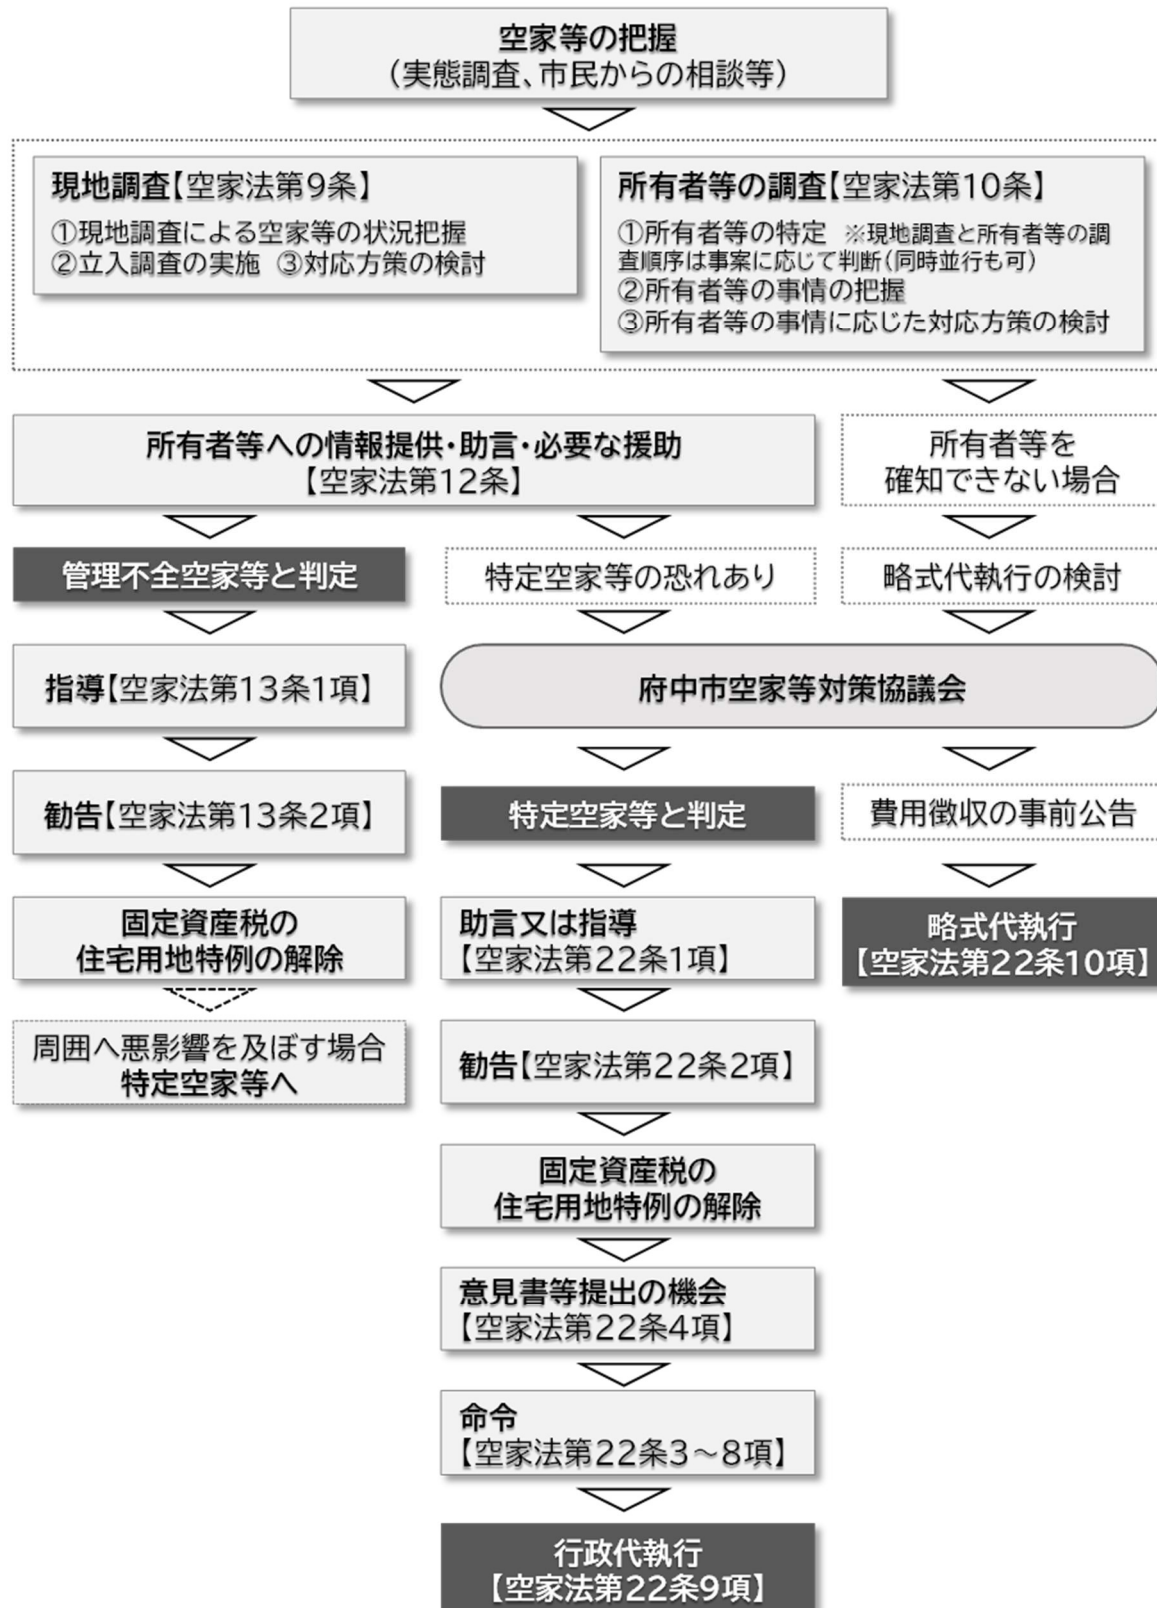 空家等の把握
（実態調査、市民からの相談等）
現地調査【空家法第9条】
①現地調査による空家等の状況把握
②立入調査の実施 ③対応方策の検討
所有者等の調査【空家法第10条】
①所有者等の特定 ※現地調査と所有者等の調
査順序は事案に応じて判断（同時並行も可）
②所有者等の事情の把握
③所有者等の事情に応じた対応方策の検討
所有者等への情報提供・助言・必要な援助
【空家法第12条】
所有者等を
確知できない場合
管理不全空家等と判定
特定空家等の恐れあり
略式代執行の検討
指導【空家法第13条1項】
府中市空家等対策協議会
勧告【空家法第13条2項】
特定空家等と判定
費用徴収の事前公告
固定資産税の
住宅用地特例の解除
助言又は指導
【空家法第22条1項】
略式代執行
【空家法第22条10項】
周囲へ悪影響を及ぼす場合
特定空家等へ
勧告【空家法第22条2項】
固定資産税の
住宅用地特例の解除
意見書等提出の機会
【空家法第22条4項】
命令
【空家法第22条3～8項】
行政代執行
【空家法第22条9項】